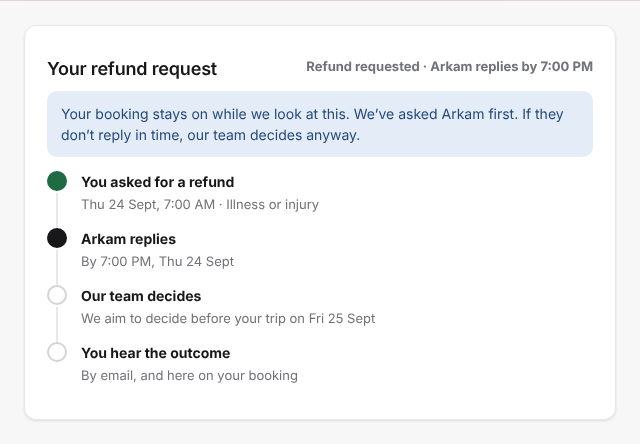 Your refund request
Refund requested · Arkam replies by 7:00 PM
Your booking stays on while we look at this. We’ve asked Arkam first. If they
don’t reply in time, our team decides anyway.
You asked for a refund
Thu 24 Sept, 7:00 AM · Illness or injury
Arkam replies
By 7:00 PM, Thu 24 Sept
Our team decides
We aim to decide before your trip on Fri 25 Sept
You hear the outcome
By email, and here on your booking